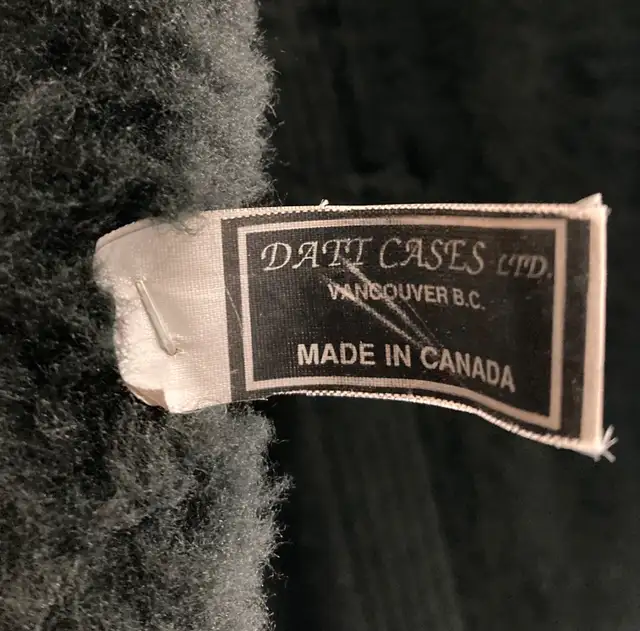 DATT CASES LTD.
VANCOUVER B.C.
MADE IN CANADA